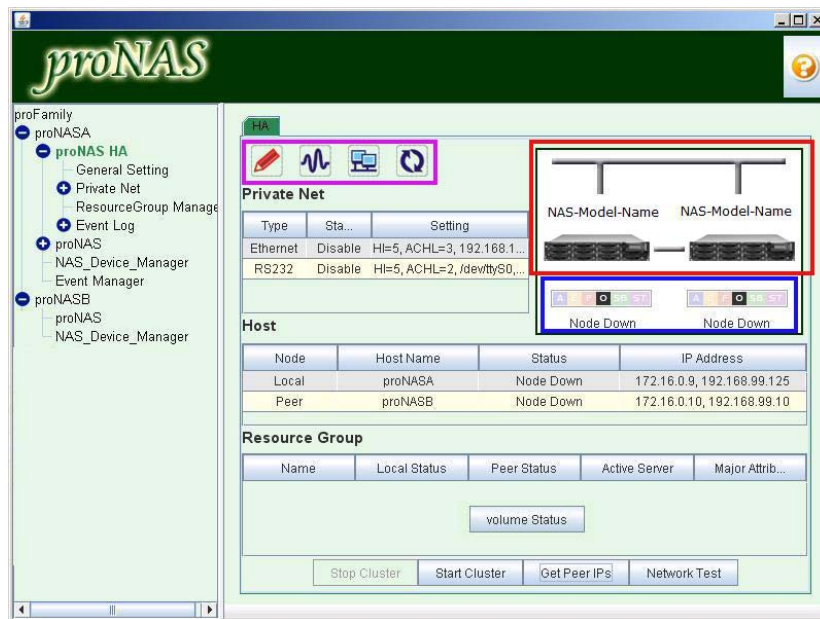 proNAS
proFamily
proNASA
proNAS HA
General Setting
Private Net
ResourceGroup Manage
Event Log
proNAS
NAS_Device_Manager
Event Manager
proNASB
proNAS
NAS_Device_Manager
HA
Private Net
Type Sta... Setting
Ethernet Disable HI=5, ACHL=3, 192.168.1...
RS232 Disable HI=5, ACHL=2, /dev/ttyS0,...
NAS-Model-Name NAS-Model-Name
A E F O SB ST A E F O SB ST
Node Down Node Down
Host
Node Host Name Status IP Address
Local proNASA Node Down 172.16.0.9, 192.168.99.125
Peer proNASB Node Down 172.16.0.10, 192.168.99.10
Resource Group
Name Local Status Peer Status Active Server Major Attrib...
volume Status
Stop Cluster Start Cluster Get Peer IPs Network Test